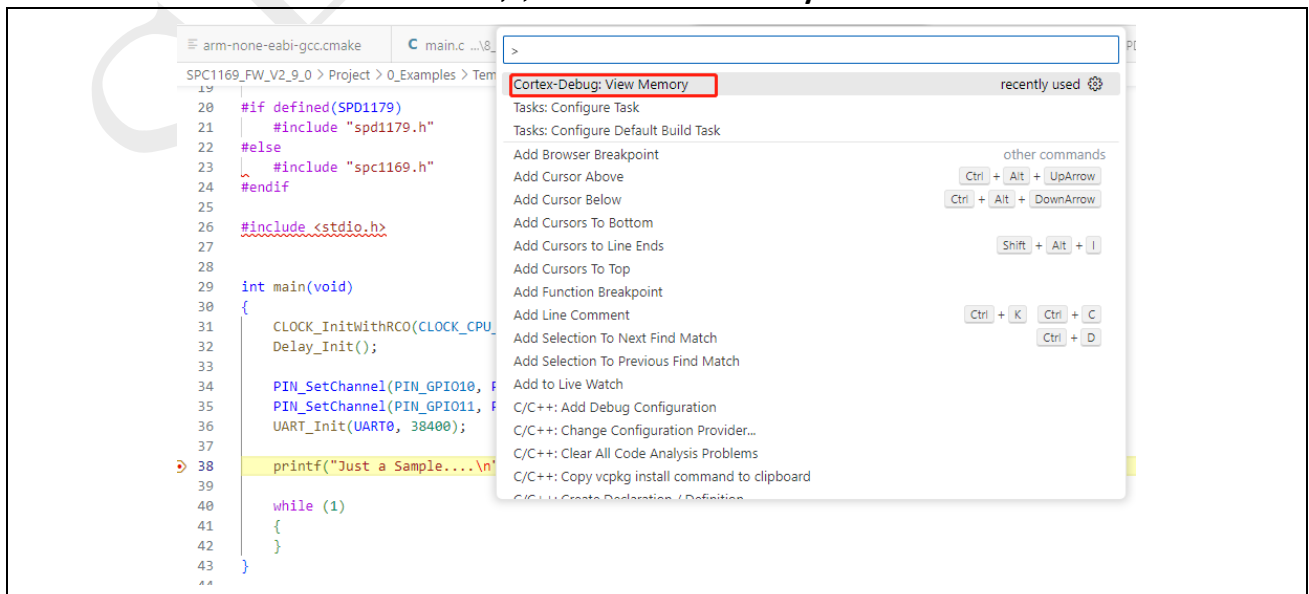 arm-none-eabi-gcc.cmake C main.c ...\8_
SPC1169_FW_V2_9_0 > Project > 0_Examples > Tem
>
Cortex-Debug: View Memory recently used
Tasks: Configure Task
Tasks: Configure Default Build Task
Add Browser Breakpoint other commands
Add Cursor Above Ctrl + Alt + UpArrow
Add Cursor Below Ctrl + Alt + DownArrow
Add Cursors To Bottom
Add Cursors to Line Ends Shift + Alt + I
Add Cursors To Top
Add Function Breakpoint
Add Line Comment Ctrl + K Ctrl + C
Add Selection To Next Find Match Ctrl + D
Add Selection To Previous Find Match
Add to Live Watch
C/C++: Add Debug Configuration
C/C++: Change Configuration Provider...
C/C++: Clear All Code Analysis Problems
C/C++: Copy vcpkg install command to clipboard
C/C++: Create Declaration / Definition
19
20 #if defined(SPD1179)
21 #include "spd1179.h"
22 #else
23 #include "spc1169.h"
24 #endif
25
26 #include <stdio.h>
27
28
29 int main(void)
30 {
31 CLOCK_InitWithRCO(CLOCK_CPU_
32 Delay_Init();
33
34 PIN_SetChannel(PIN_GPIO10, P
35 PIN_SetChannel(PIN_GPIO11, P
36 UART_Init(UART0, 38400);
37
38 printf("Just a Sample....\n"
39
40 while (1)
41 {
42 }
43 }
44